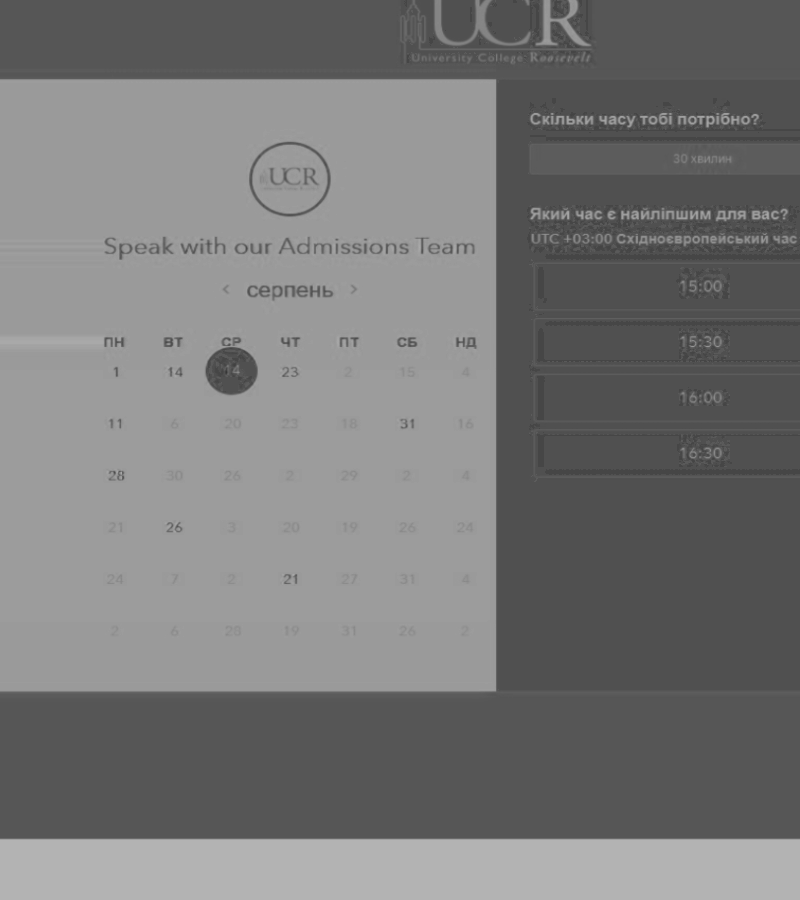 UCR
University College Roosevelt
UCR
Speak with our Admissions Team
< серпень >
ПН ВТ СР ЧТ ПТ СБ НД
1 14 14 23 2 15 4
11 6 20 23 18 31 16
28 30 26 2 29 2 4
21 26 3 20 19 26 24
24 7 2 21 27 31 4
2 6 28 19 31 26 2
Скільки часу тобі потрібно?
30 хвилин
Який час є найліпшим для вас?
UTC +03:00 Східноєвропейський час
15:00
15:30
16:00
16:30